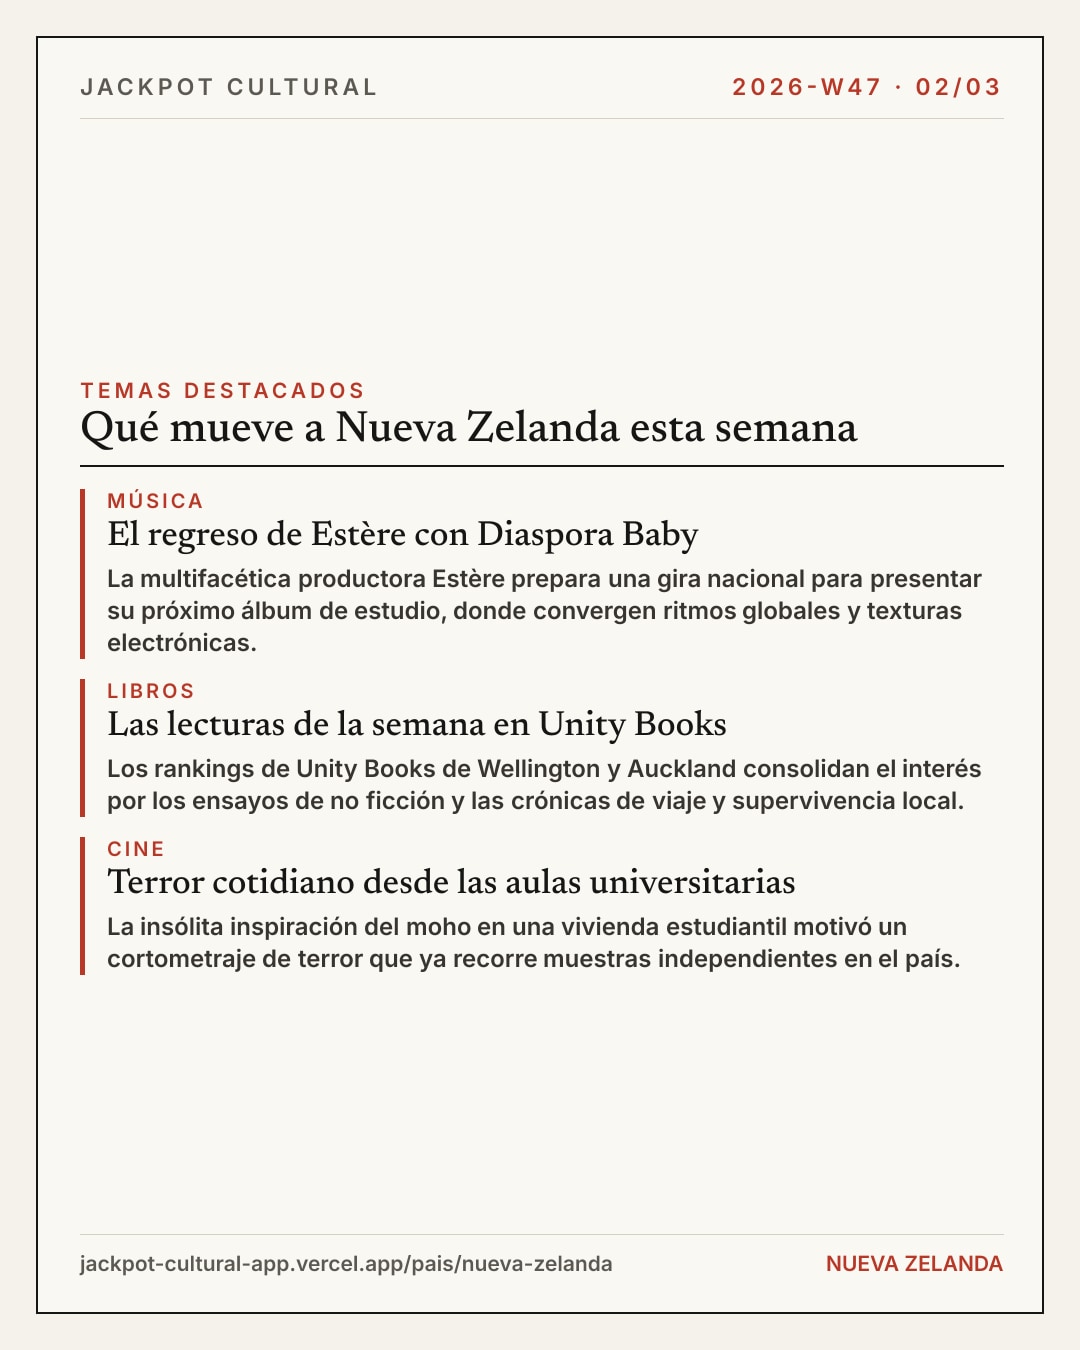 JACKPOT CULTURAL
2026-W47 · 02/03
TEMAS DESTACADOS
Qué mueve a Nueva Zelanda esta semana
MÚSICA
El regreso de Estère con Diaspora Baby
La multifacética productora Estère prepara una gira nacional para presentar
su próximo álbum de estudio, donde convergen ritmos globales y texturas
electrónicas.
LIBROS
Las lecturas de la semana en Unity Books
Los rankings de Unity Books de Wellington y Auckland consolidan el interés
por los ensayos de no ficción y las crónicas de viaje y supervivencia local.
CINE
Terror cotidiano desde las aulas universitarias
La insólita inspiración del moho en una vivienda estudiantil motivó un
cortometraje de terror que ya recorre muestras independientes en el país.
jackpot-cultural-app.vercel.app/pais/nueva-zelanda
NUEVA ZELANDA